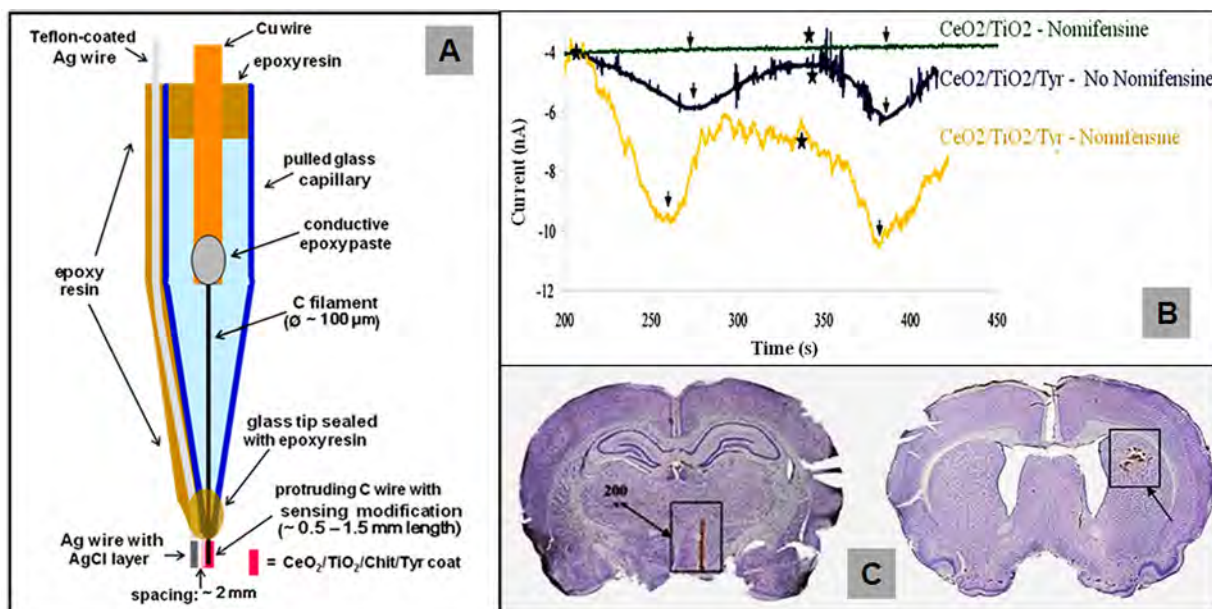 A
Teflon-coated
Ag wire
Cu wire
epoxy resin
pulled glass
capillary
conductive
epoxy paste
epoxy
resin
C filament
(Ø ~ 100 µm)
glass tip sealed
with epoxy resin
protruding C wire with
sensing modification
(~ 0.5 – 1.5 mm length)
Ag wire with
AgCl layer
= CeO2/TiO2/Chit/Tyr coat
spacing: ~ 2 mm
B
CeO2/TiO2 - Nomifensine
CeO2/TiO2/Tyr - No Nomifensine
CeO2/TiO2/Tyr - Nomifensine
Current (nA)
-4
-6
-8
-10
-12
200
250
300
350
400
450
Time (s)
200
C